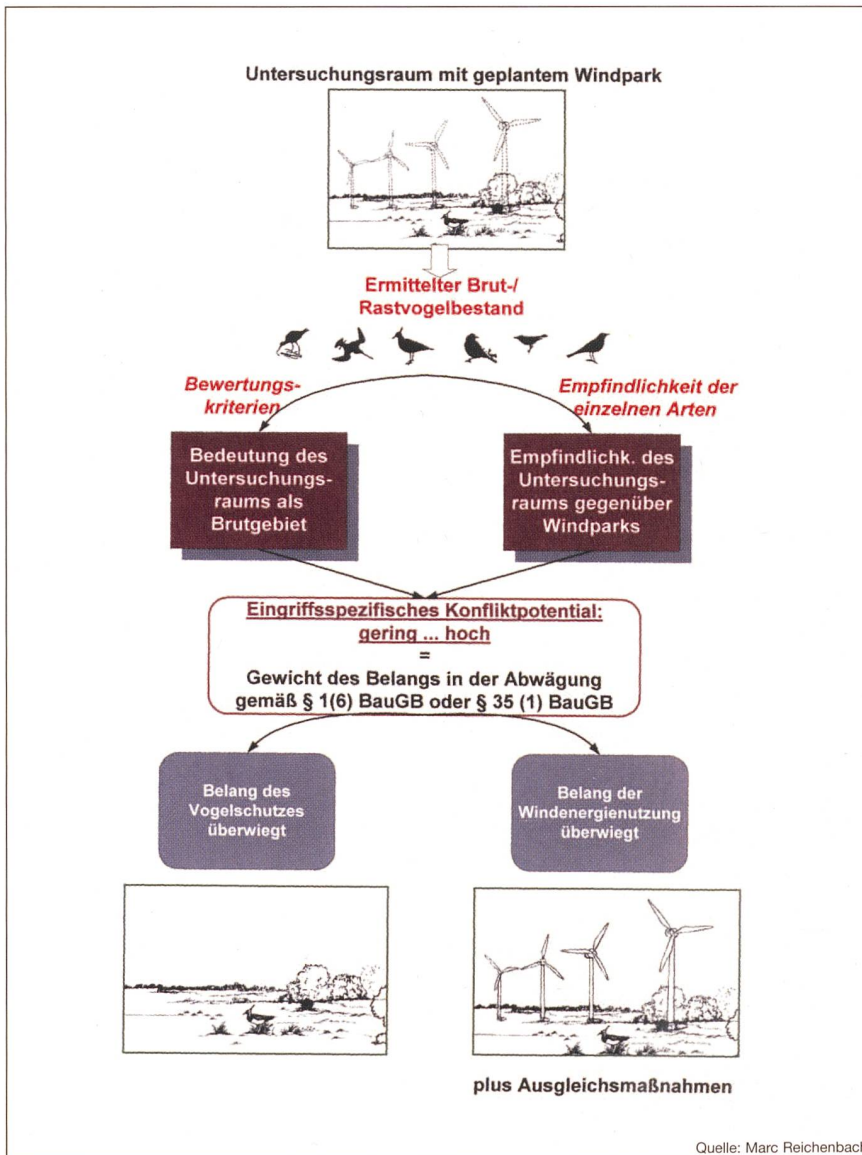 Untersuchungsraum mit geplantem Windpark
Ermittelter Brut-/
Rastvogelbestand
Bewertungs-
kriterien
Empfindlichkeit der
einzelnen Arten
Bedeutung des
Untersuchungs-
raums als
Brutgebiet
Empfindlichk. des
Untersuchungs-
raums gegenüber
Windparks
Eingriffsspezifisches Konfliktpotential:
gering ... hoch
=
Gewicht des Belangs in der Abwägung
gemäß § 1(6) BauGB oder § 35 (1) BauGB
Belang des
Vogelschutzes
überwiegt
Belang der
Windenergienutzung
überwiegt
plus Ausgleichsmaßnahmen
Quelle: Marc Reichenbach